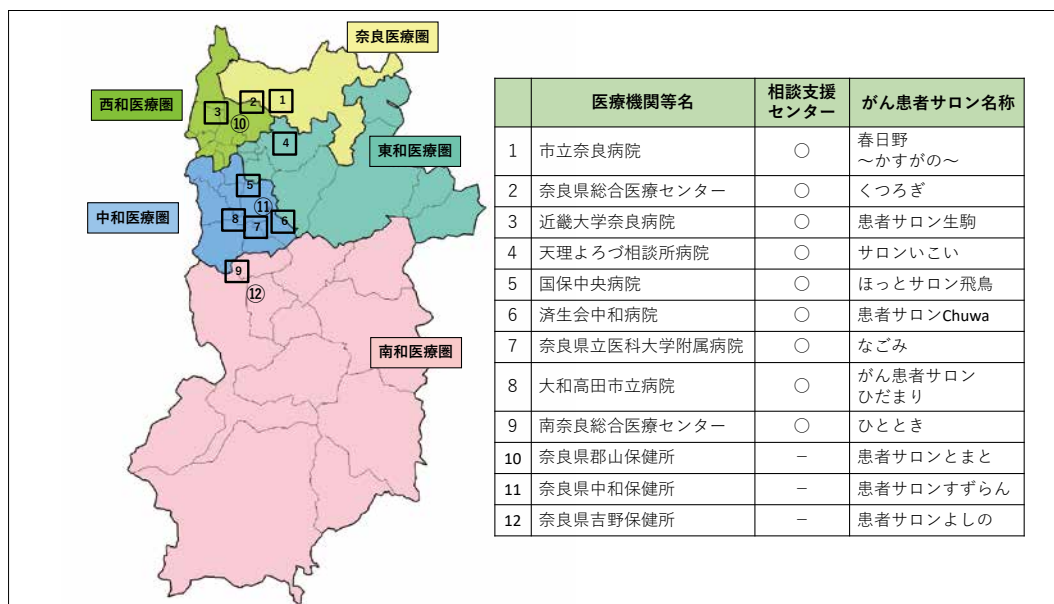 奈良医療圏
西和医療圏
東和医療圏
中和医療圏
南和医療圏
1
2
3
⑩
4
5
⑪
8
7
6
9
⑫
医療機関等名 相談支援センター がん患者サロン名称
1 市立奈良病院 ○ 春日野 ～かすがの～
2 奈良県総合医療センター ○ くつろぎ
3 近畿大学奈良病院 ○ 患者サロン生駒
4 天理よろづ相談所病院 ○ サロンいこい
5 国保中央病院 ○ ほっとサロン飛鳥
6 済生会中和病院 ○ 患者サロンChuwa
7 奈良県立医科大学附属病院 ○ なごみ
8 大和高田市立病院 ○ がん患者サロン ひだまり
9 南奈良総合医療センター ○ ひととき
10 奈良県郡山保健所 － 患者サロンとまと
11 奈良県中和保健所 － 患者サロンすずらん
12 奈良県吉野保健所 － 患者サロンよしの